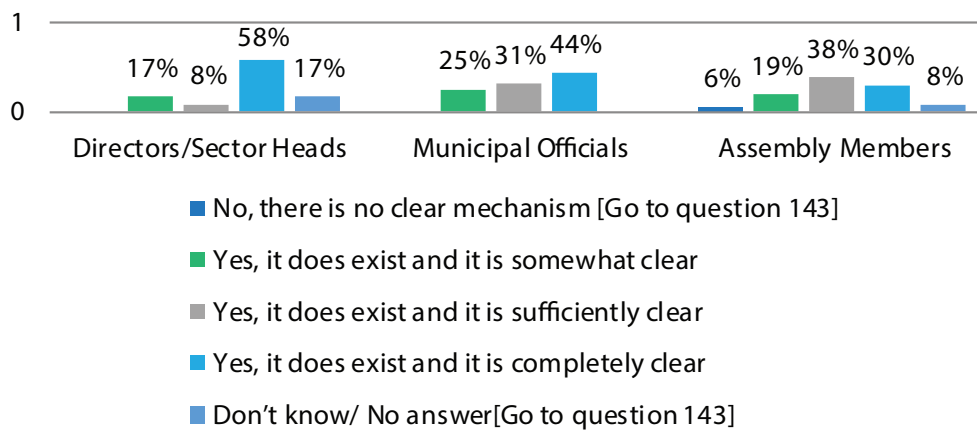 1
58%
17% 8% 17%
25% 31% 44%
6% 19% 38% 30% 8%
0
Directors/Sector Heads Municipal Officials Assembly Members
No, there is no clear mechanism [Go to question 143]
Yes, it does exist and it is somewhat clear
Yes, it does exist and it is sufficiently clear
Yes, it does exist and it is completely clear
Don't know/ No answer[Go to question 143]